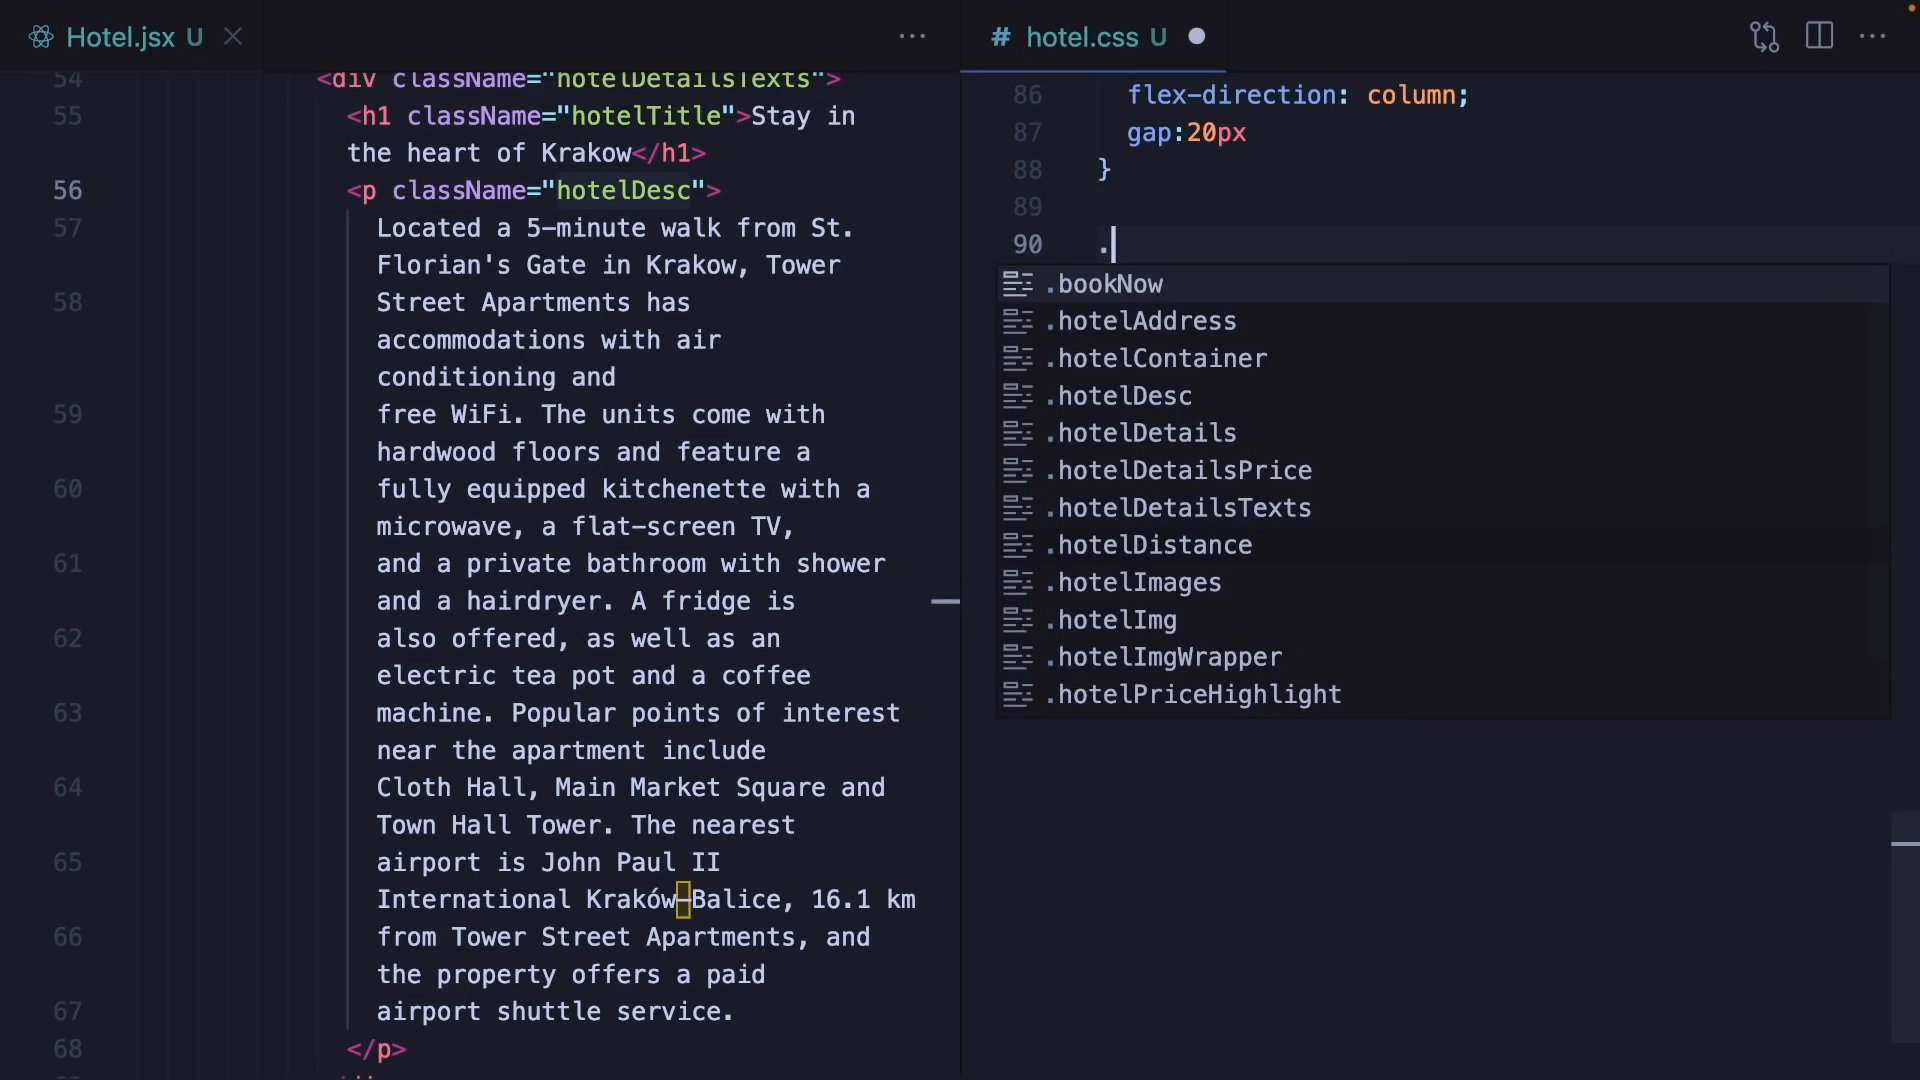 Hotel.jsx U
54 <div className="hotelDetailsTexts">
55 <h1 className="hotelTitle">Stay in
the heart of Krakow</h1>
56 <p className="hotelDesc">
57 Located a 5-minute walk from St.
Florian's Gate in Krakow, Tower
58 Street Apartments has
accommodations with air
conditioning and
59 free WiFi. The units come with
hardwood floors and feature a
60 fully equipped kitchenette with a
microwave, a flat-screen TV,
61 and a private bathroom with shower
and a hairdryer. A fridge is
62 also offered, as well as an
electric tea pot and a coffee
63 machine. Popular points of interest
near the apartment include
64 Cloth Hall, Main Market Square and
Town Hall Tower. The nearest
65 airport is John Paul II
International Kraków–Balice, 16.1 km
66 from Tower Street Apartments, and
the property offers a paid
67 airport shuttle service.
68 </p>
# hotel.css U
86 flex-direction: column;
87 gap:20px
88 }
89
90 .
.bookNow
.hotelAddress
.hotelContainer
.hotelDesc
.hotelDetails
.hotelDetailsPrice
.hotelDetailsTexts
.hotelDistance
.hotelImages
.hotelImg
.hotelImgWrapper
.hotelPriceHighlight